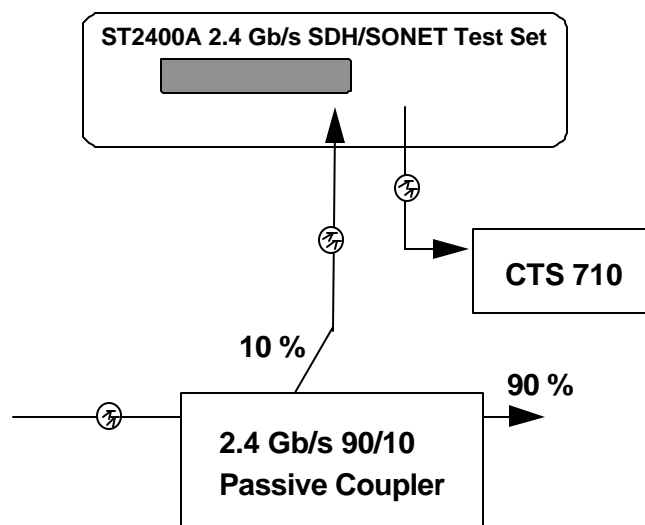 ST2400A 2.4 Gb/s SDH/SONET Test Set
CTS 710
10 %
90 %
2.4 Gb/s 90/10
Passive Coupler